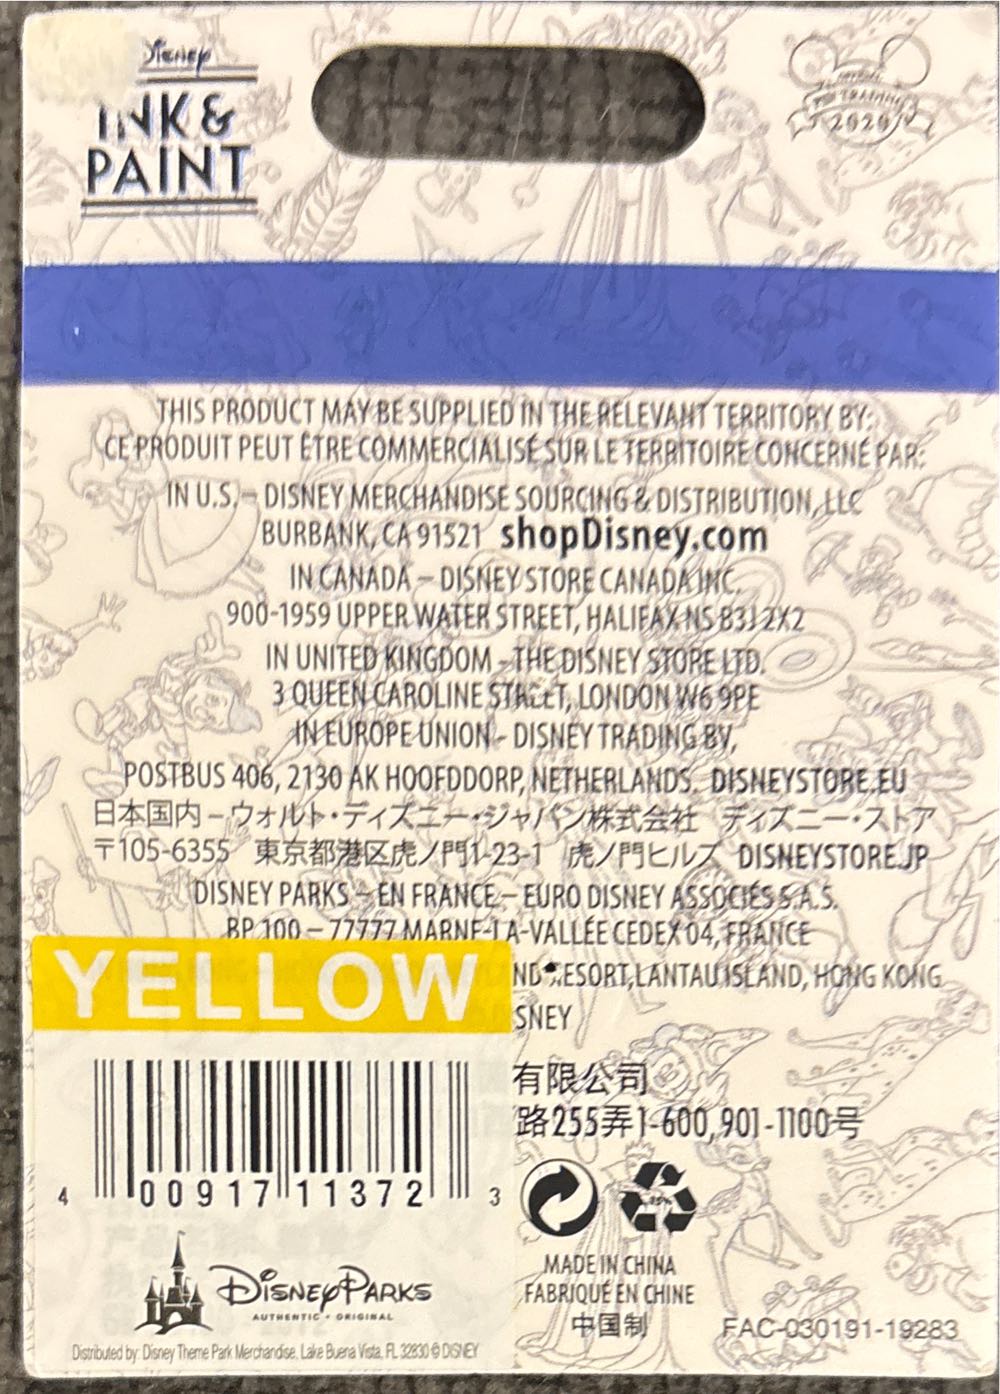 Disney
INK &
PAINT
OFFICIAL
PIN TRADING
2020
THIS PRODUCT MAY BE SUPPLIED IN THE RELEVANT TERRITORY BY:
CE PRODUIT PEUT ÊTRE COMMERCIALISÉ SUR LE TERRITOIRE CONCERNÉ PAR:
IN U.S. – DISNEY MERCHANDISE SOURCING & DISTRIBUTION, LLC
BURBANK, CA 91521 shopDisney.com
IN CANADA – DISNEY STORE CANADA INC.
900-1959 UPPER WATER STREET, HALIFAX NS B3J 2X2
IN UNITED KINGDOM – THE DISNEY STORE LTD.
3 QUEEN CAROLINE STREET, LONDON W6 9PE
IN EUROPE UNION – DISNEY TRADING BV,
POSTBUS 406, 2130 AK HOOFDDORP, NETHERLANDS. DISNEYSTORE.EU
日本国内 – ウォルト・ディズニー・ジャパン株式会社 ディズニー・ストア
〒105-6355 東京都港区虎ノ門1-23-1 虎ノ門ヒルズ DISNEYSTORE.JP
DISNEY PARKS – EN FRANCE – EURO DISNEY ASSOCIÉS S.A.S.
BP 100 – 77777 MARNE-LA-VALLÉE CEDEX 04, FRANCE
ND RESORT, LANTAU ISLAND, HONG KONG
SNEY
有限公司
路255弄1-600, 901-1100号
YELLOW
4 00917 11372 3
DISNEY PARKS
AUTHENTIC • ORIGINAL
Distributed by: Disney Theme Park Merchandise, Lake Buena Vista, FL 32830 © DISNEY
MADE IN CHINA
FABRIQUÉ EN CHINE
中国制
FAC-030191-19283